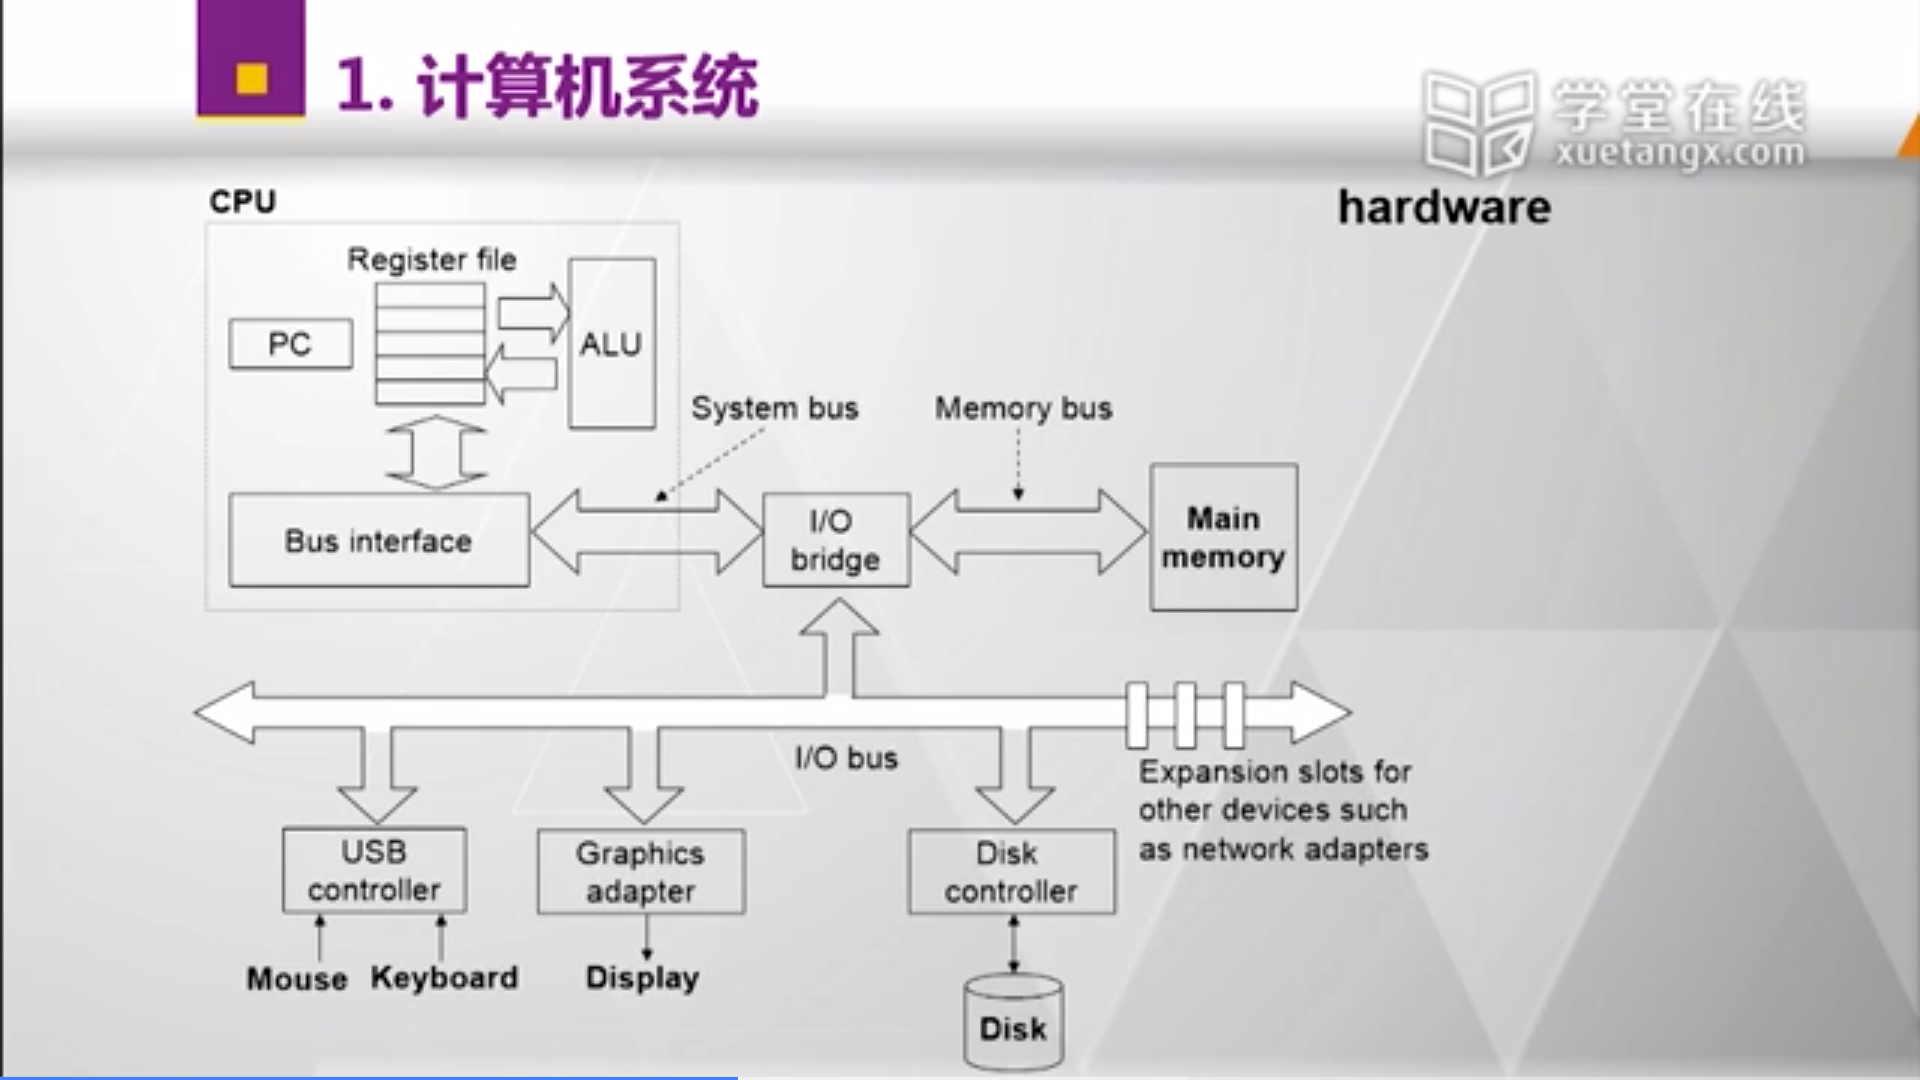 1. 计算机系统
学堂在线
xuetangx.com
hardware
CPU
Register file
PC
ALU
System bus
Memory bus
Bus interface
I/O
bridge
Main
memory
I/O bus
Expansion slots for
other devices such
as network adapters
USB
controller
Graphics
adapter
Disk
controller
Mouse
Keyboard
Display
Disk